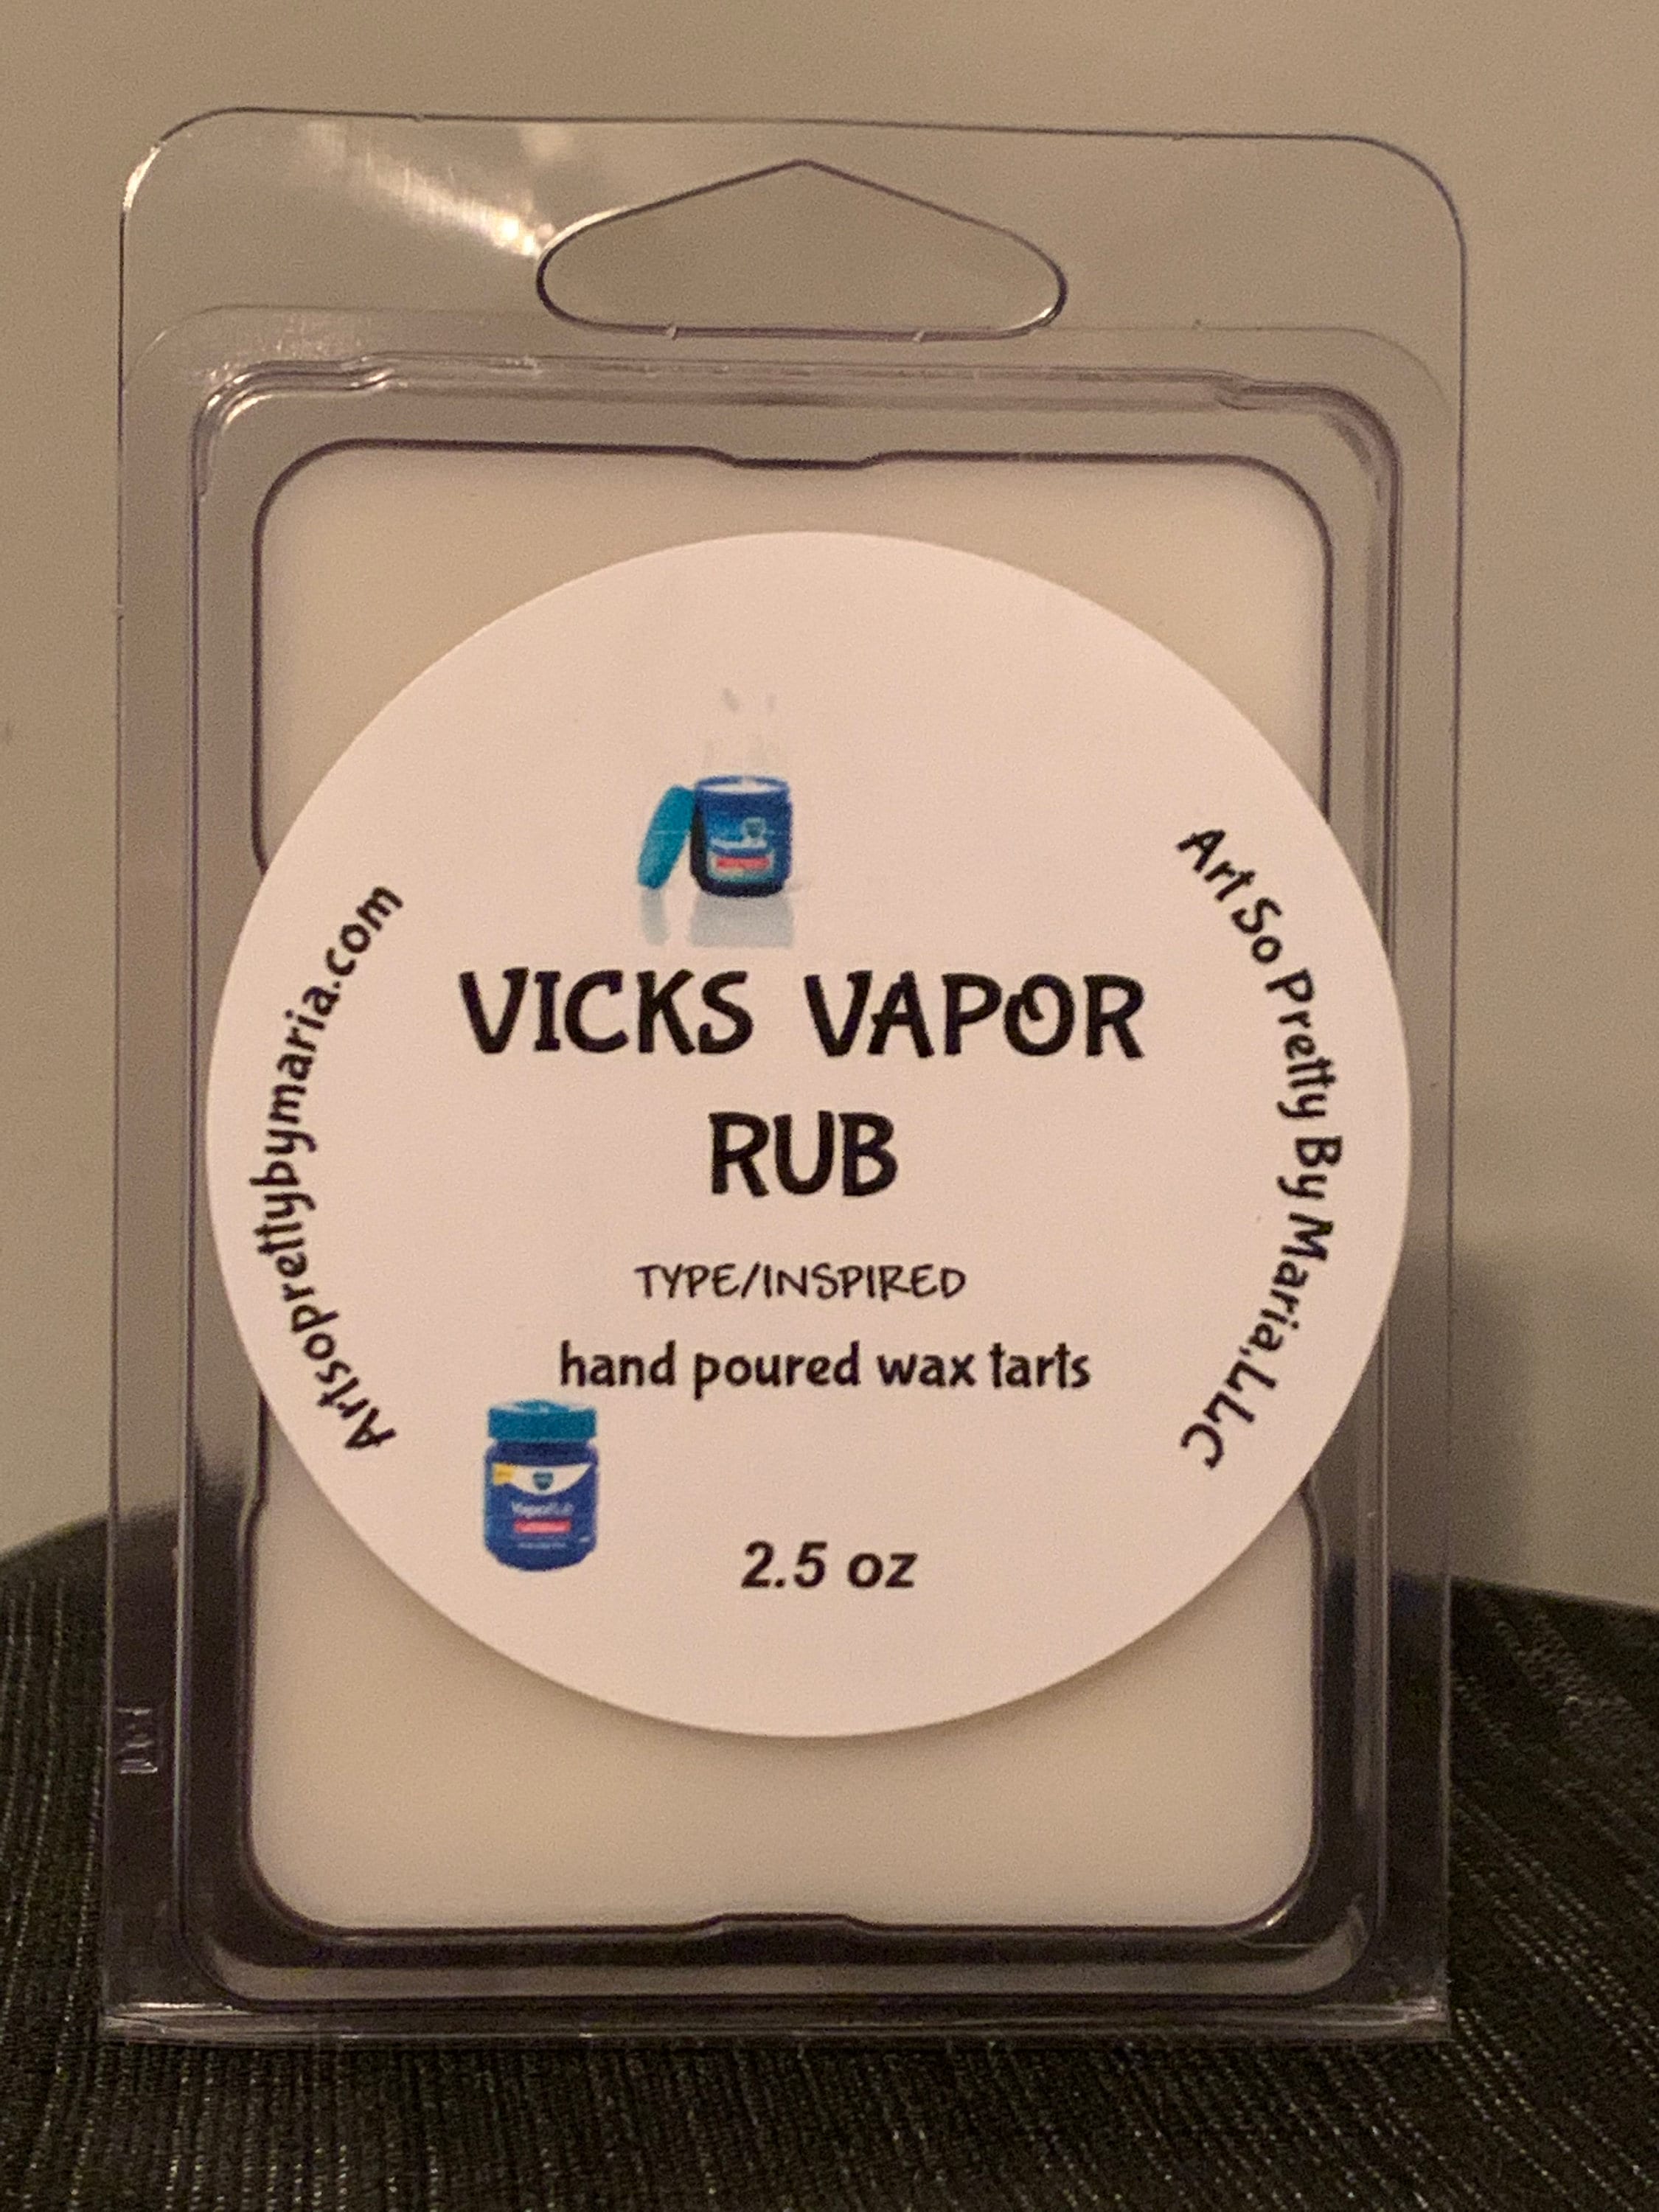 VICKS VAPOR
RUB
TYPE/INSPIRED
hand poured wax tarts
2.5 oz
Artsoprettybymaria.com
Art So Pretty By Maria,LLC
VapoRub